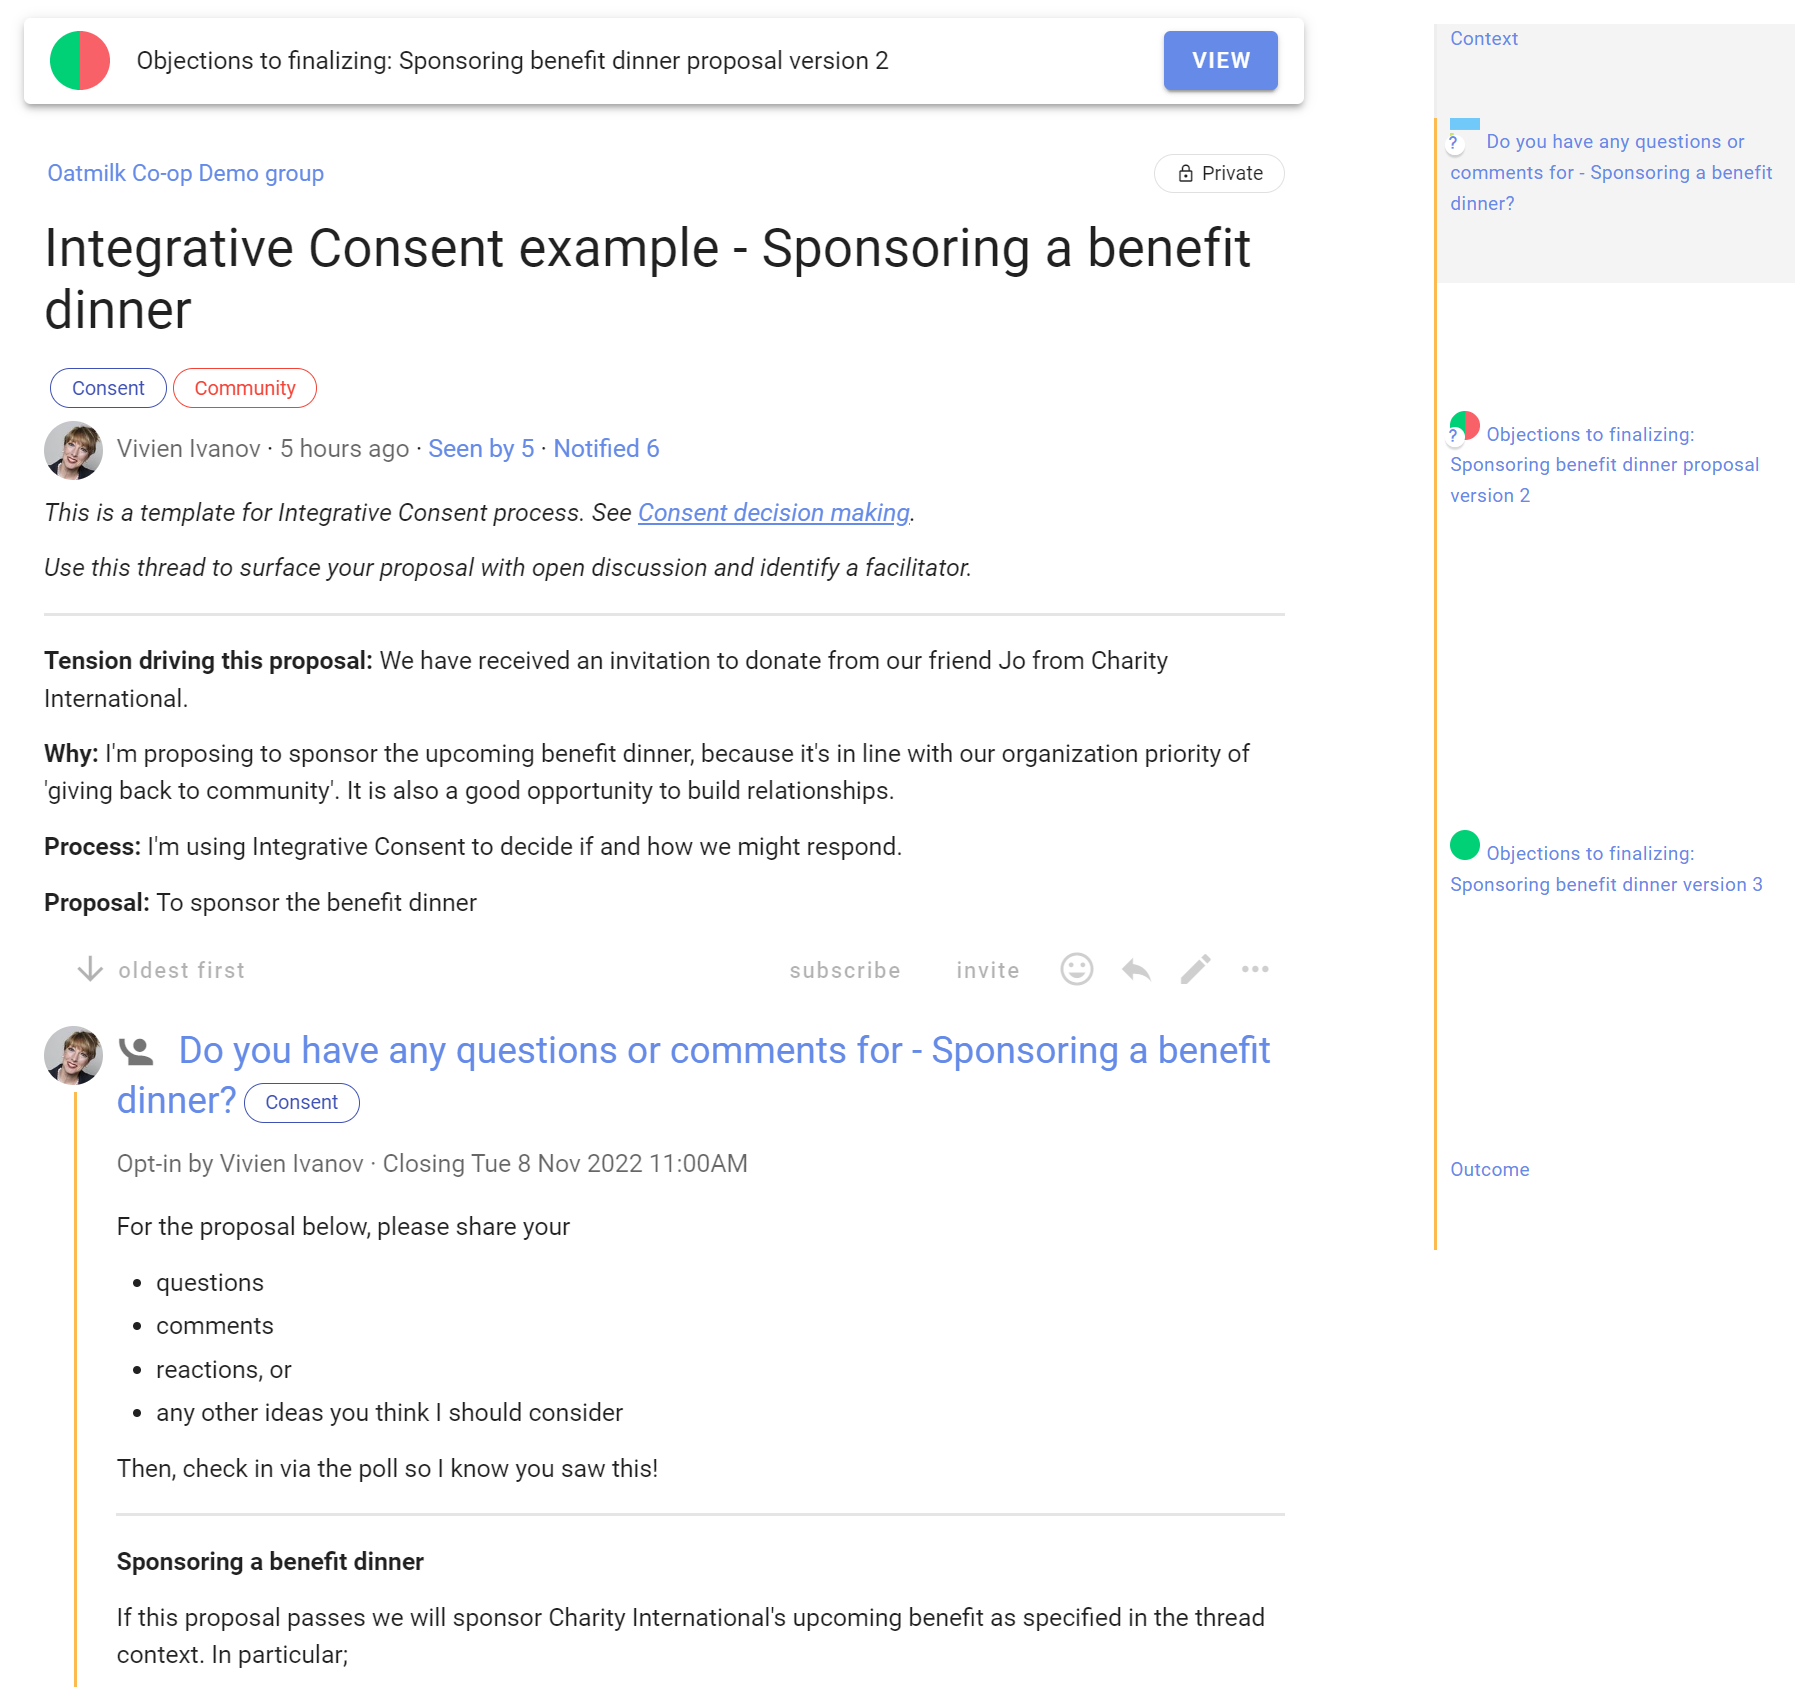 Objections to finalizing: Sponsoring benefit dinner proposal version 2
VIEW
Oatmilk Co-op Demo group
Private
Integrative Consent example - Sponsoring a benefit
dinner
Consent
Community
Vivien Ivanov · 5 hours ago · Seen by 5 · Notified 6
This is a template for Integrative Consent process. See Consent decision making.
Use this thread to surface your proposal with open discussion and identify a facilitator.
Tension driving this proposal: We have received an invitation to donate from our friend Jo from Charity
International.
Why: I'm proposing to sponsor the upcoming benefit dinner, because it's in line with our organization priority of
'giving back to community'. It is also a good opportunity to build relationships.
Process: I'm using Integrative Consent to decide if and how we might respond.
Proposal: To sponsor the benefit dinner
oldest first
subscribe
invite
Do you have any questions or comments for - Sponsoring a benefit
dinner? Consent
Opt-in by Vivien Ivanov · Closing Tue 8 Nov 2022 11:00AM
For the proposal below, please share your
• questions
• comments
• reactions, or
• any other ideas you think I should consider
Then, check in via the poll so I know you saw this!
Sponsoring a benefit dinner
If this proposal passes we will sponsor Charity International's upcoming benefit as specified in the thread
context. In particular;
Context
? Do you have any questions or
comments for - Sponsoring a benefit
dinner?
? Objections to finalizing:
Sponsoring benefit dinner proposal
version 2
Objections to finalizing:
Sponsoring benefit dinner version 3
Outcome